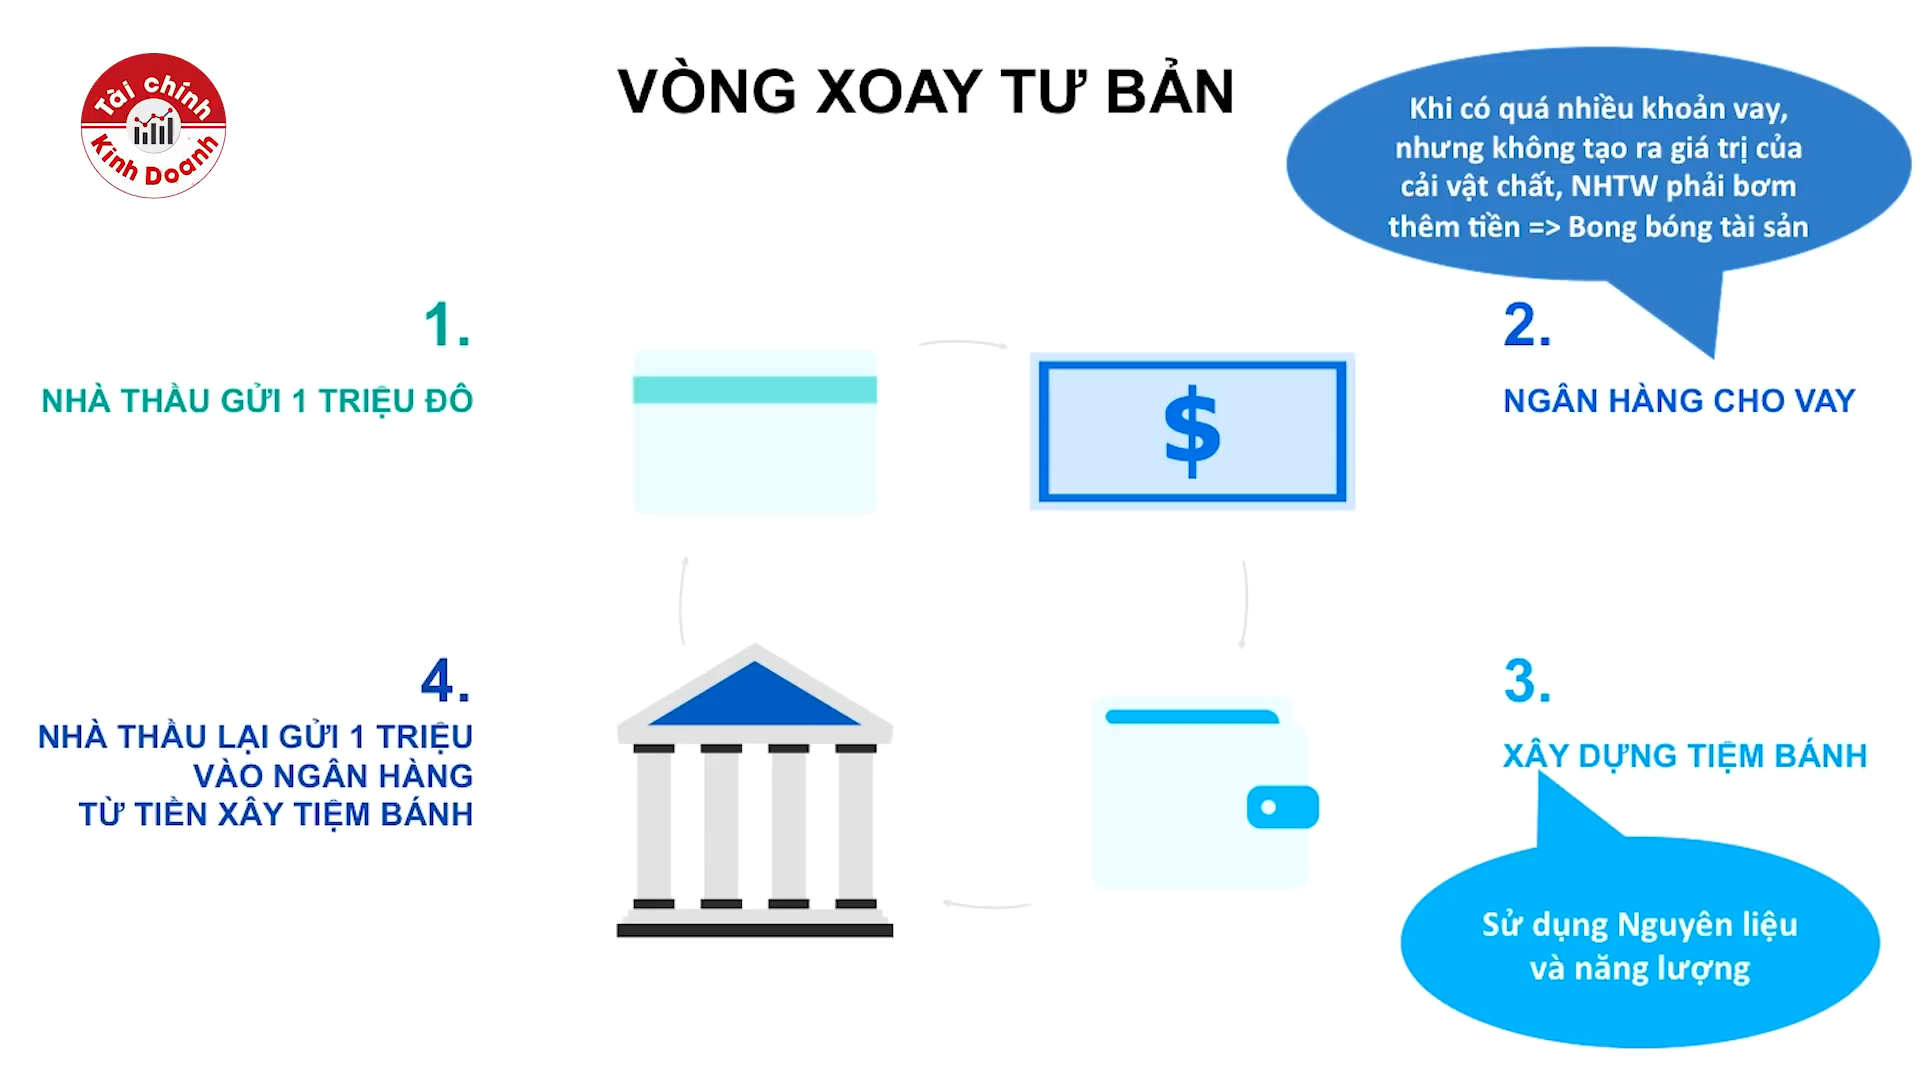 Tài chính
Kinh Doanh
VÒNG XOAY TƯ BẢN
Khi có quá nhiều khoản vay,
nhưng không tạo ra giá trị của
cải vật chất, NHTW phải bơm
thêm tiền => Bong bóng tài sản
1.
NHÀ THẦU GỬI 1 TRIỆU ĐÔ
$
2.
NGÂN HÀNG CHO VAY
4.
NHÀ THẦU LẠI GỬI 1 TRIỆU
VÀO NGÂN HÀNG
TỪ TIỀN XÂY TIỆM BÁNH
3.
XÂY DỰNG TIỆM BÁNH
Sử dụng Nguyên liệu
và năng lượng